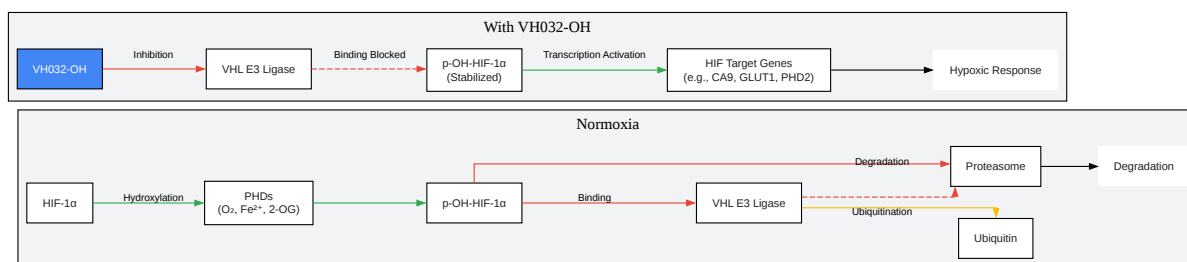 With VH032-OH
VH032-OH
Inhibition
VHL E3 Ligase
Binding Blocked
p-OH-HIF-1α
(Stabilized)
Transcription Activation
HIF Target Genes
(e.g., CA9, GLUT1, PHD2)
Hypoxic Response
Normoxia
HIF-1α
Hydroxylation
PHDs
(O₂, Fe²⁺, 2-OG)
p-OH-HIF-1α
Degradation
Binding
VHL E3 Ligase
Ubiquitination
Proteasome
Degradation
Ubiquitin